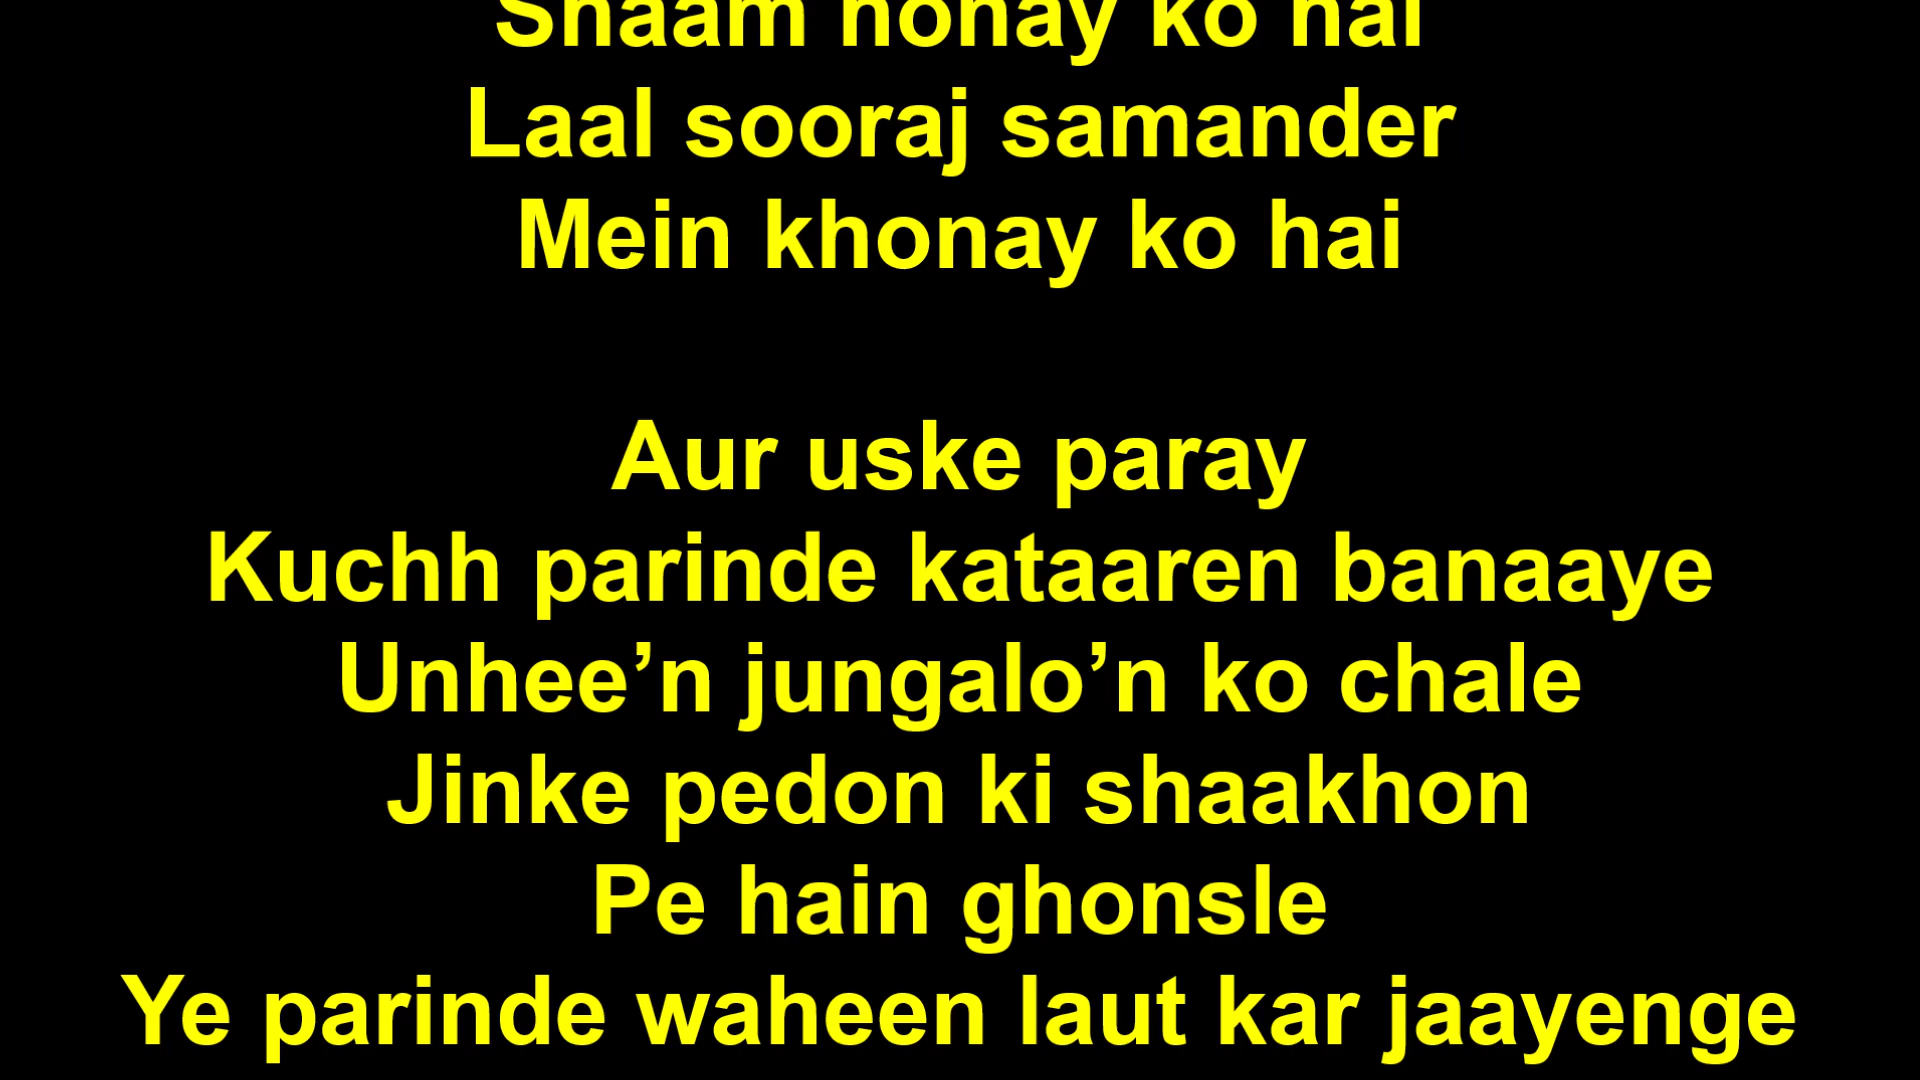 Shaam honay ko hai
Laal sooraj samander
Mein khonay ko hai
Aur uske paray
Kuchh parinde kataaren banaaye
Unhee’n jungalo’n ko chale
Jinke pedon ki shaakhon
Pe hain ghonsle
Ye parinde waheen laut kar jaayenge